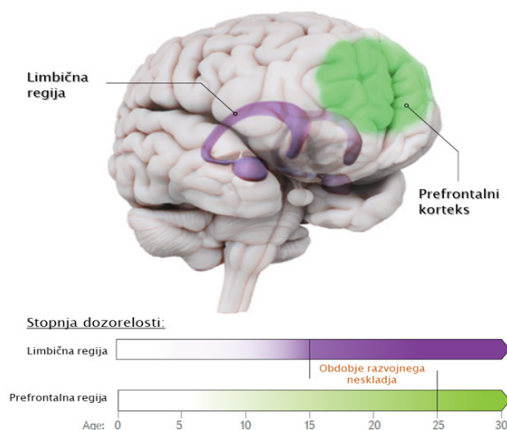 Limbična
regija
Prefrontalni
korteks
Stopnja dozorelosti:
Limbična regija
Obdobje razvojnega
neskladja
Prefrontalna regija
Age: 0 5 10 15 20 25 30